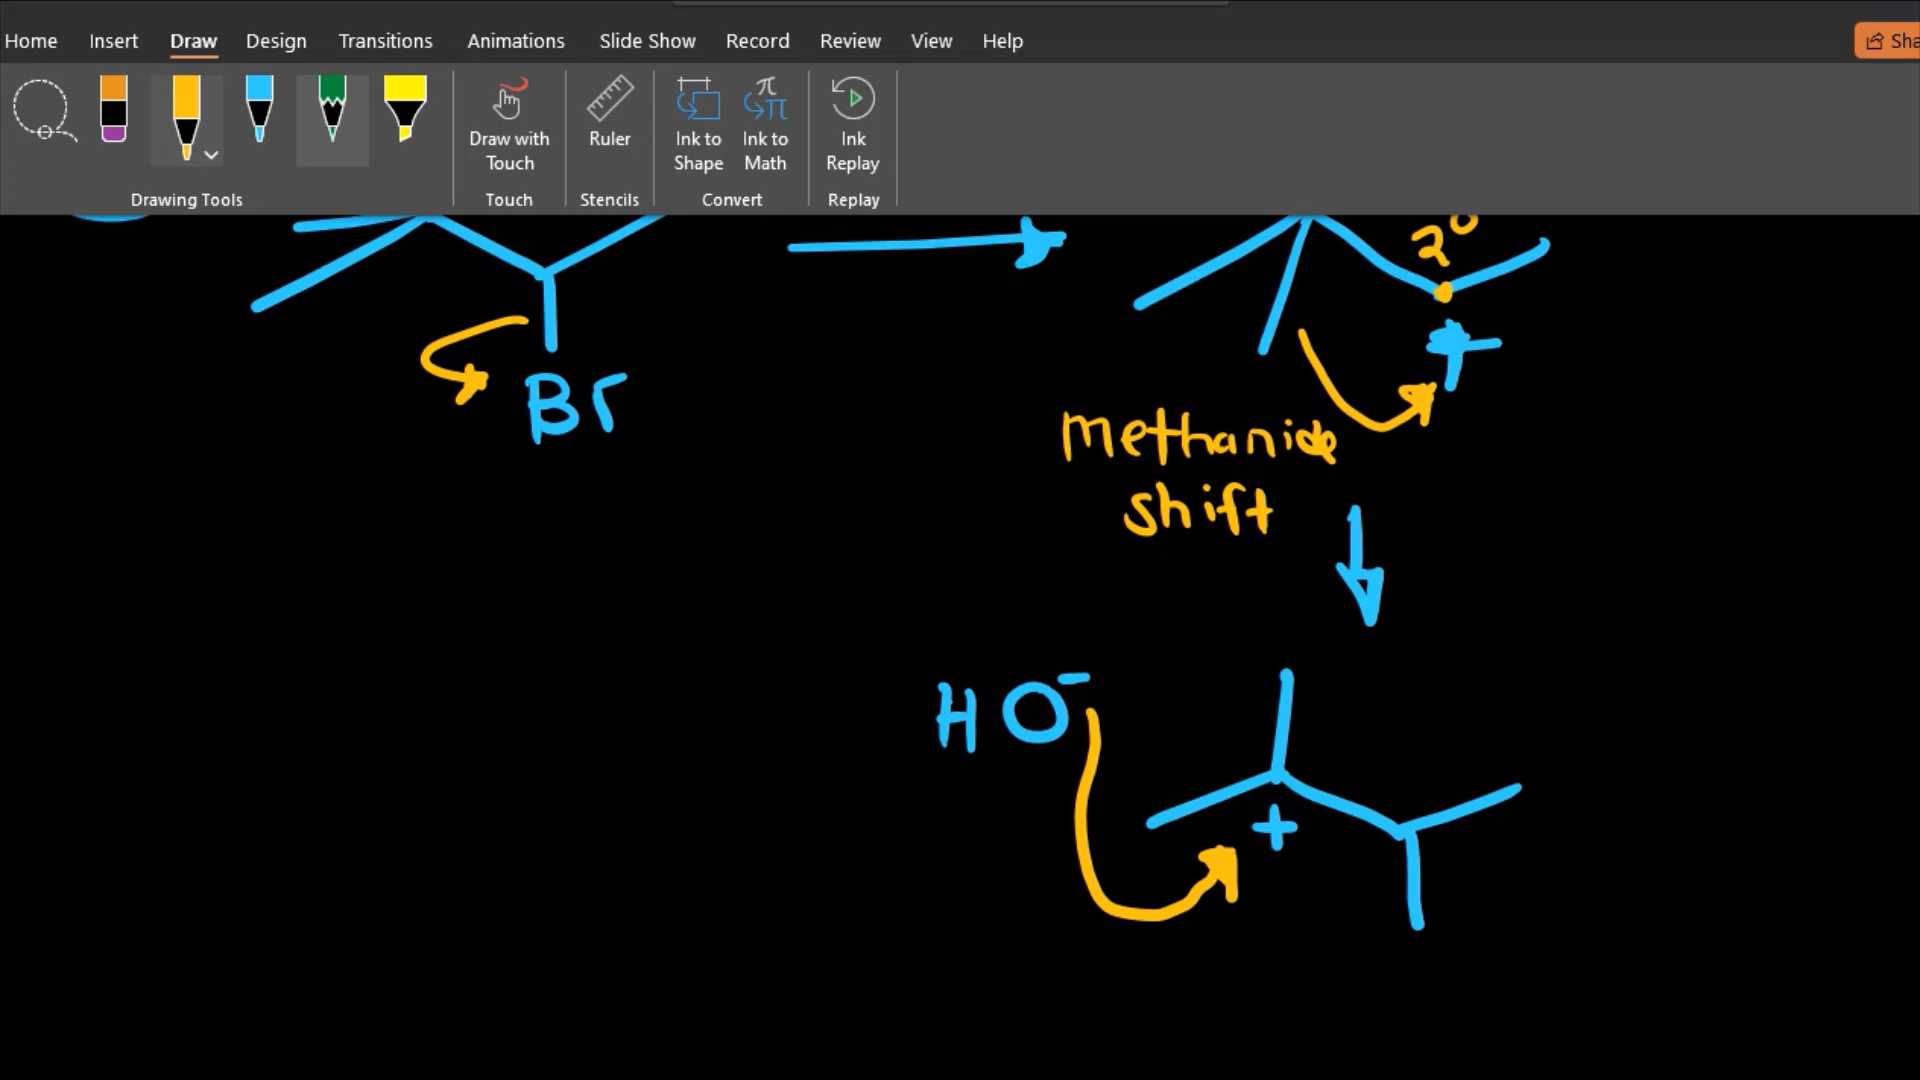 Home Insert Draw Design Transitions Animations Slide Show Record Review View Help Sha
Draw with Touch
Ruler
Ink to Shape
Ink to Math
Ink Replay
Drawing Tools Touch Stencils Convert Replay
2°
+
Br
Methanide
shift
HO⁻
+